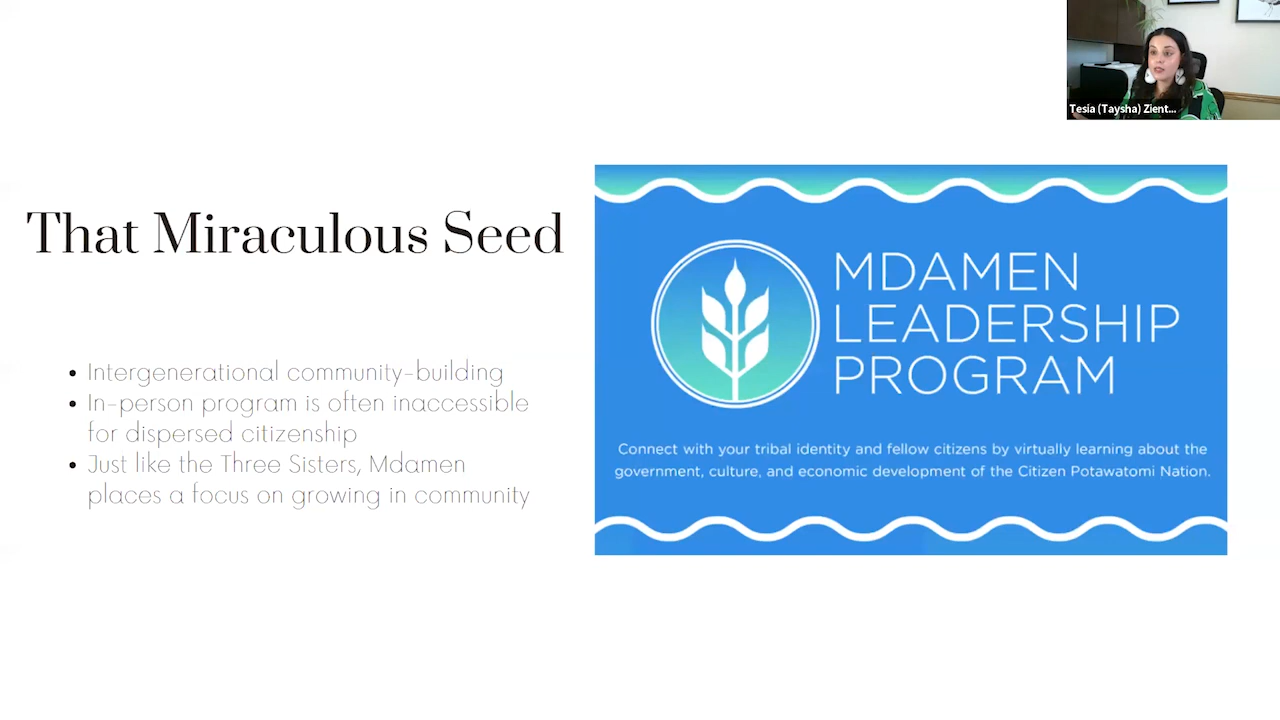 Tesia (Taysha) Zient...
That Miraculous Seed
• Intergenerational community-building
• In-person program is often inaccessible
for dispersed citizenship
• Just like the Three Sisters, Mdamen
places a focus on growing in community
MDAMEN
LEADERSHIP
PROGRAM
Connect with your tribal identity and fellow citizens by virtually learning about the
government, culture, and economic development of the Citizen Potawatomi Nation.